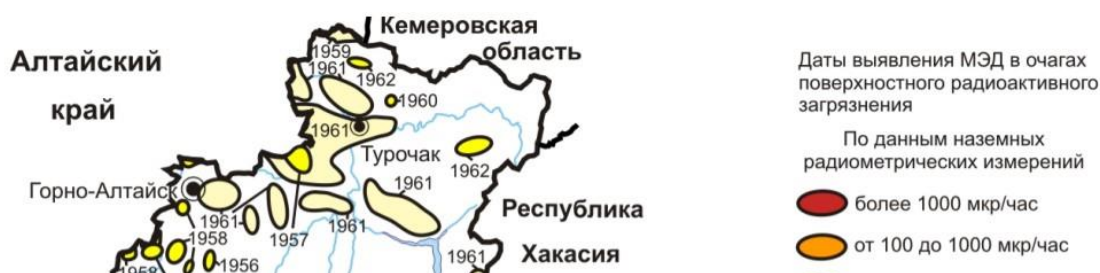 Кемеровская
область
Алтайский
край
1959
1961
1962
1960
1961
Турочак
1962
Горно-Алтайск
1961
1961
1961
Республика
Хакасия
1958
1957
1961
1956
1958
Даты выявления МЭД в очагах
поверхностного радиоактивного
загрязнения
По данным наземных
радиометрических измерений
более 1000 мкр/час
от 100 до 1000 мкр/час